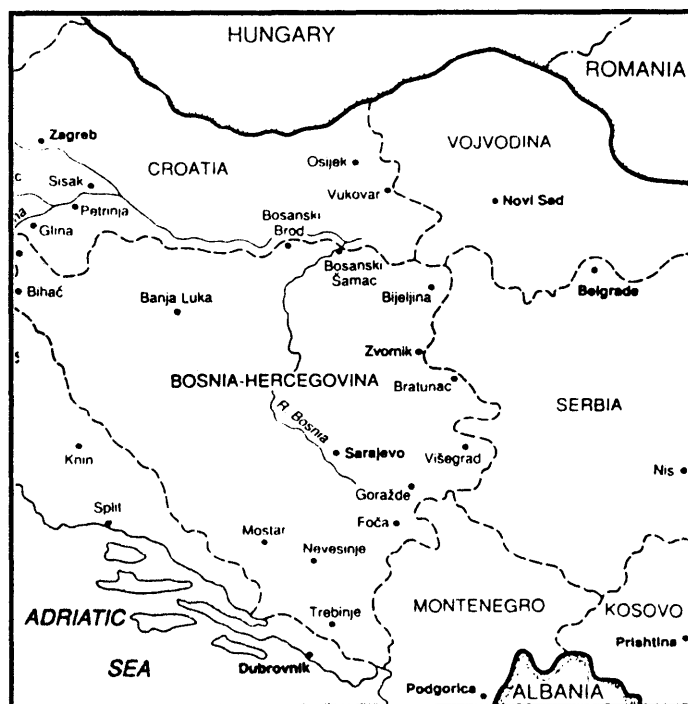 HUNGARY
ROMANIA
Zagreb
CROATIA
Osijek
VOJVODINA
Sisak
Vukovar
Novi Sad
Petrinja
Glina
Bosanski
Brod
Bosanski
Šamac
Bihać
Banja Luka
Bijeljina
Belgrade
Zvornik
BOSNIA-HERCEGOVINA
Bratunac
SERBIA
R. Bosnia
Knin
Sarajevo
Višegrad
Nis
Goražde
Split
Foča
Mostar
Nevesinje
ADRIATIC
SEA
Trebinje
MONTENEGRO
KOSOVO
Prishtina
Dubrovnik
Podgorica
ALBANIA